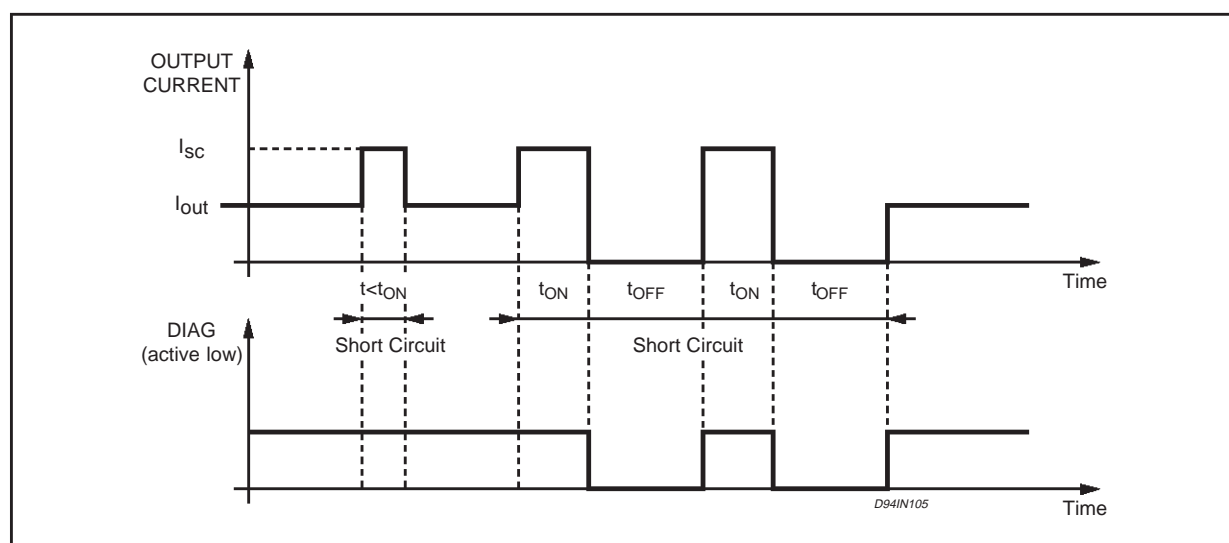 OUTPUT
CURRENT
Isc
Iout
Time
t<tON
tON
tOFF
tON
tOFF
DIAG
(active low)
Short Circuit
Short Circuit
D94IN105
Time